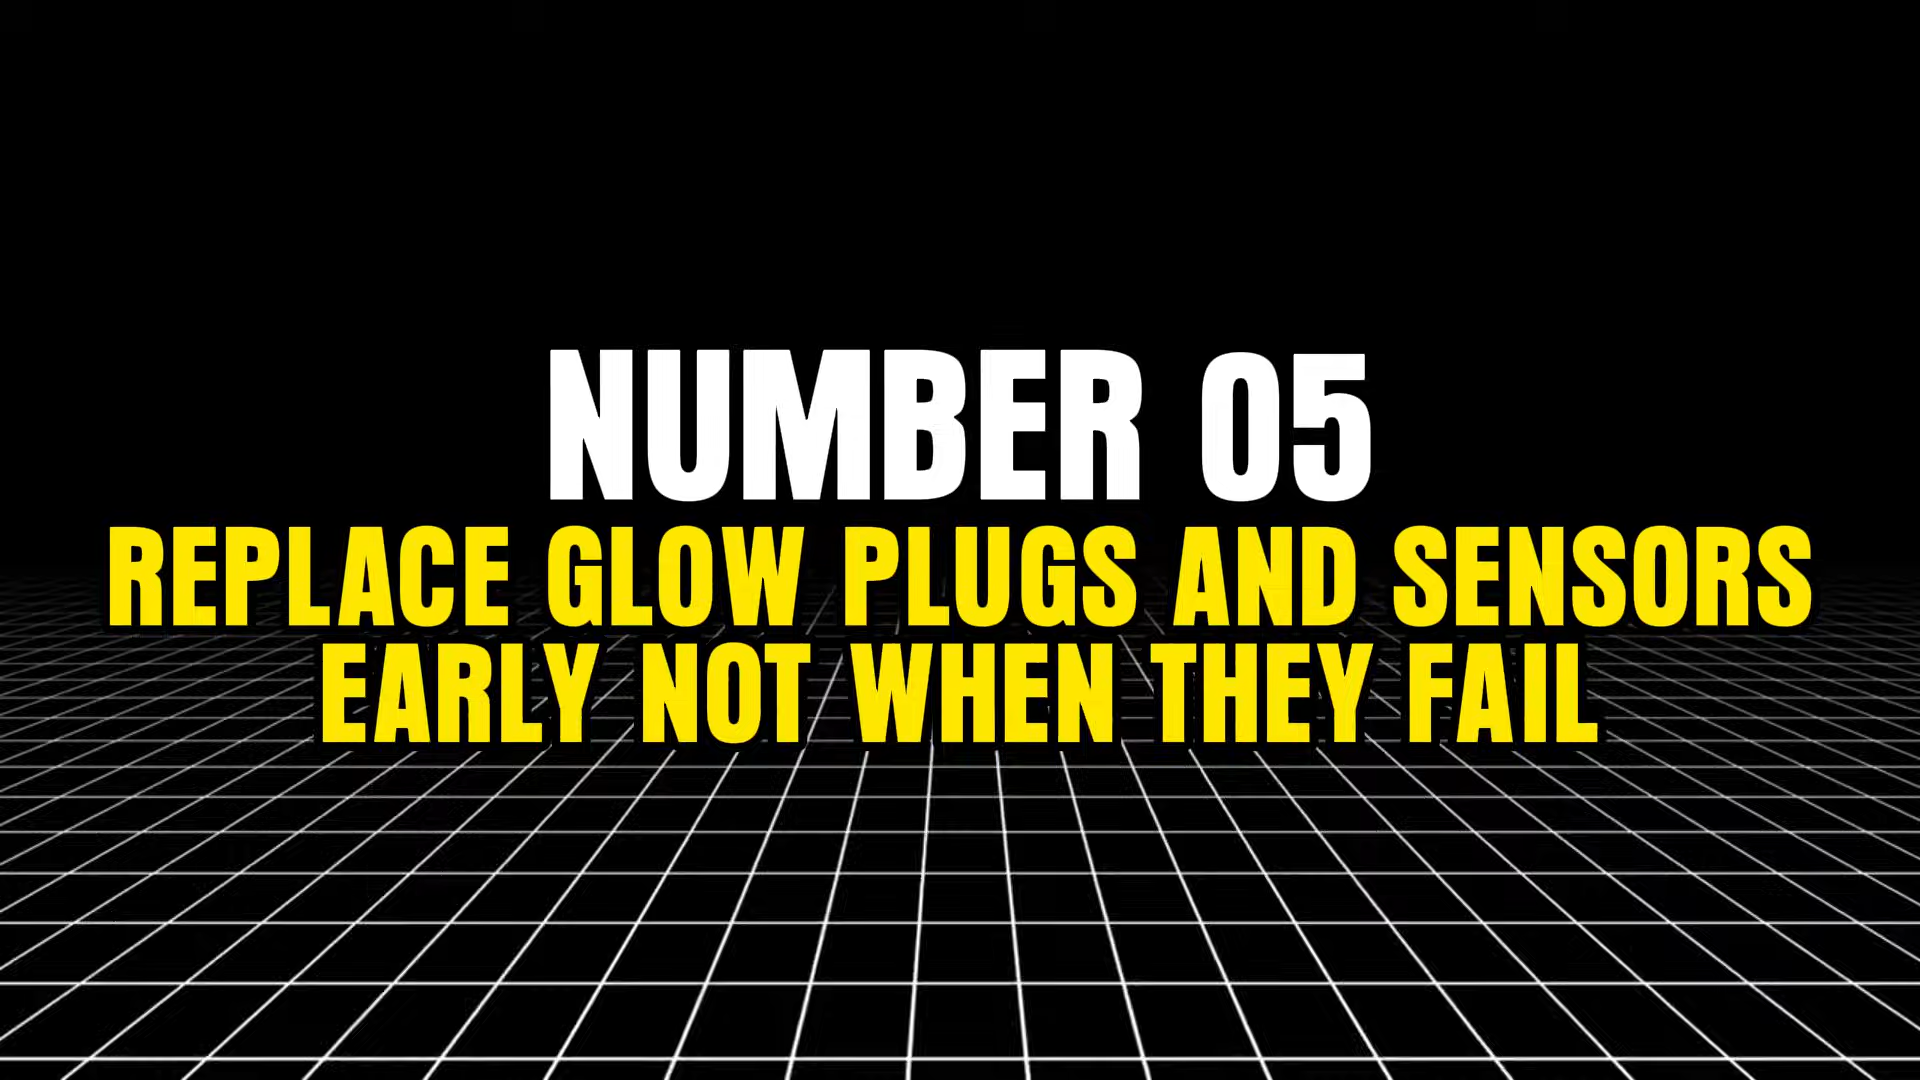 NUMBER 05
REPLACE GLOW PLUGS AND SENSORS
EARLY NOT WHEN THEY FAIL